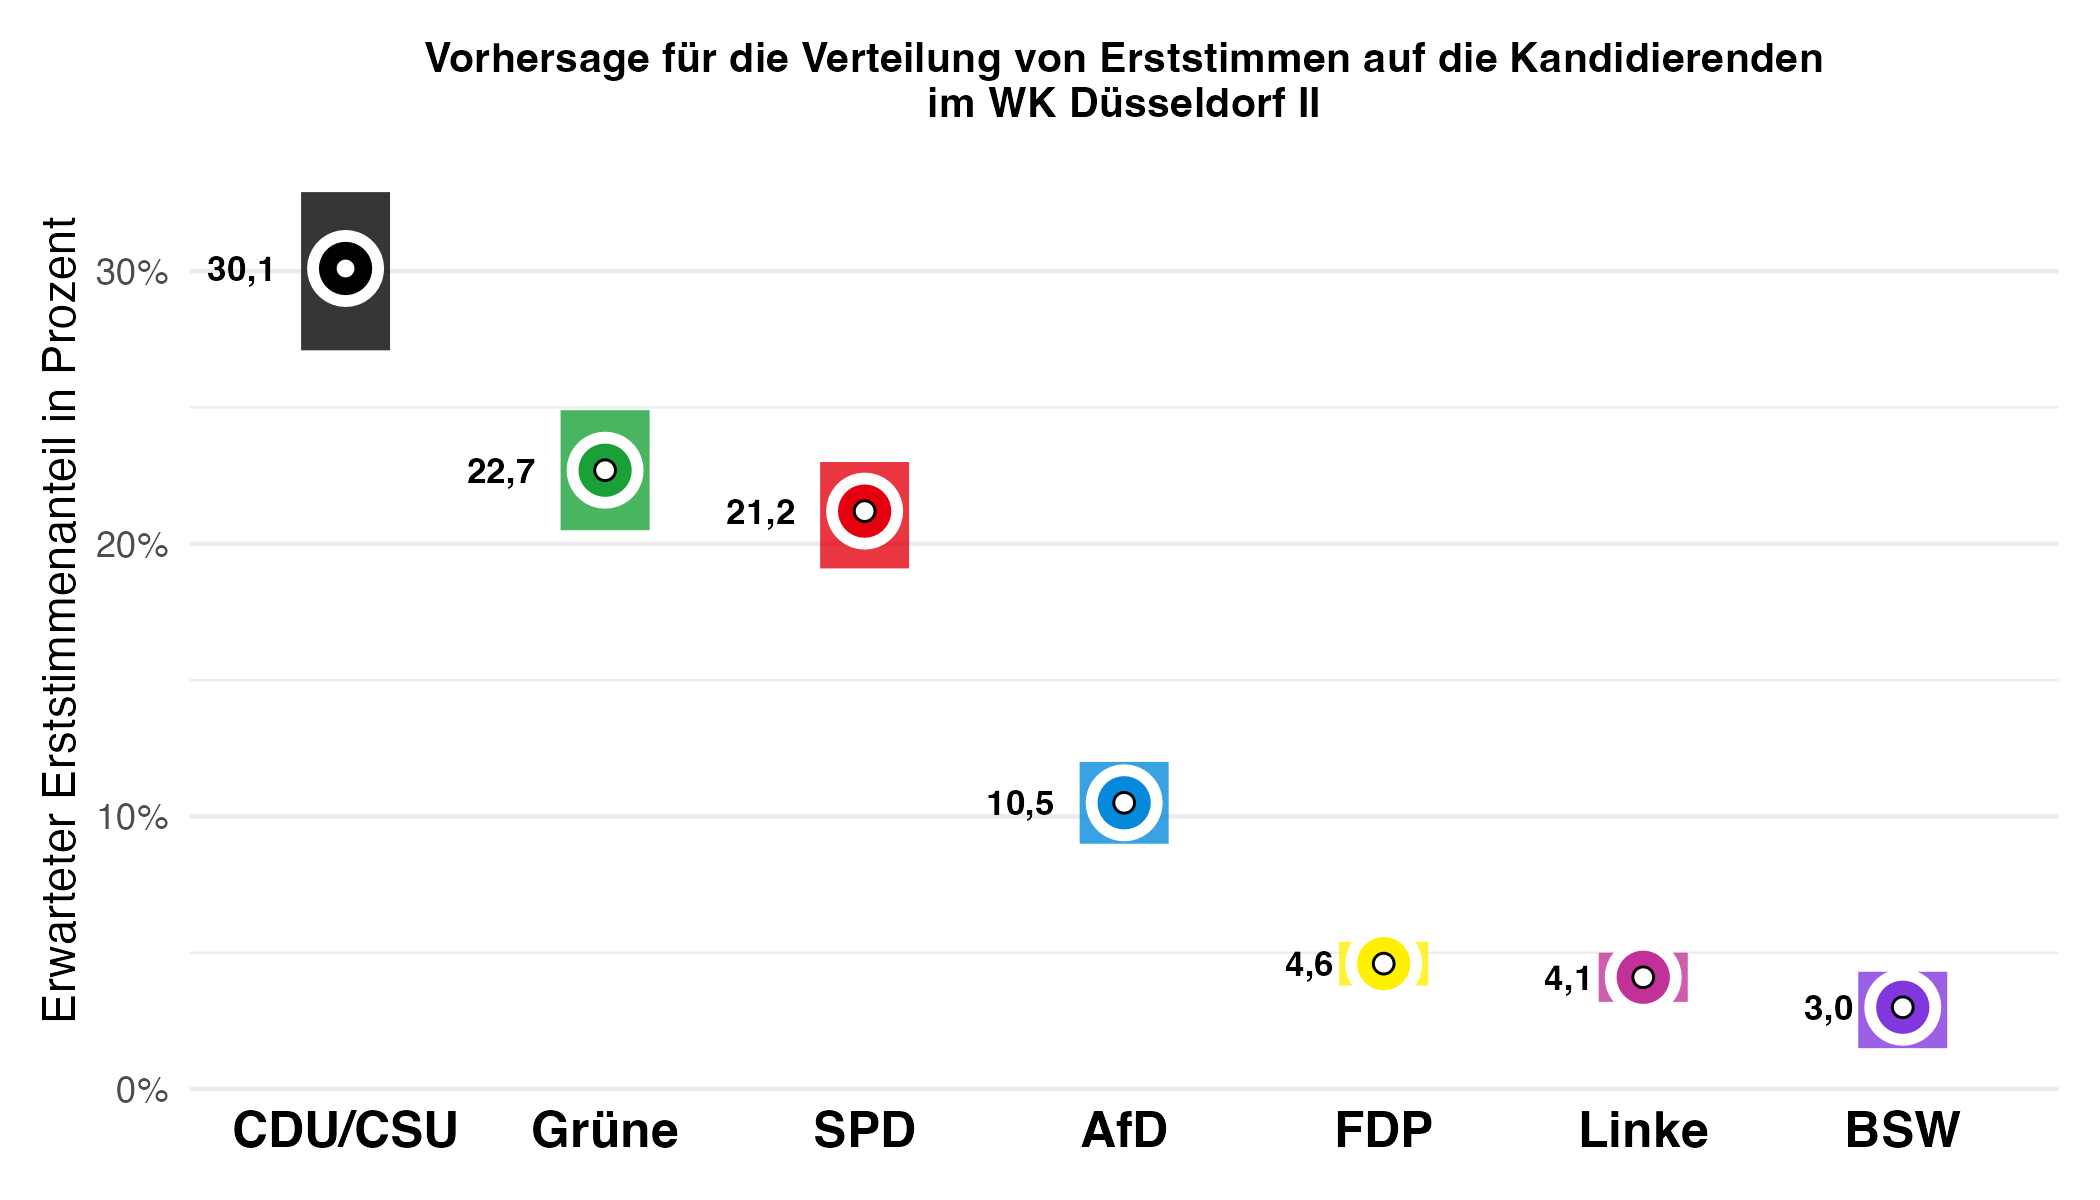 Vorhersage für die Verteilung von Erststimmen auf die Kandidierenden
im WK Düsseldorf II
Erwarteter Erststimmenanteil in Prozent
30%
20%
10%
0%
30,1
22,7
21,2
10,5
4,6
4,1
3,0
CDU/CSU
Grüne
SPD
AfD
FDP
Linke
BSW